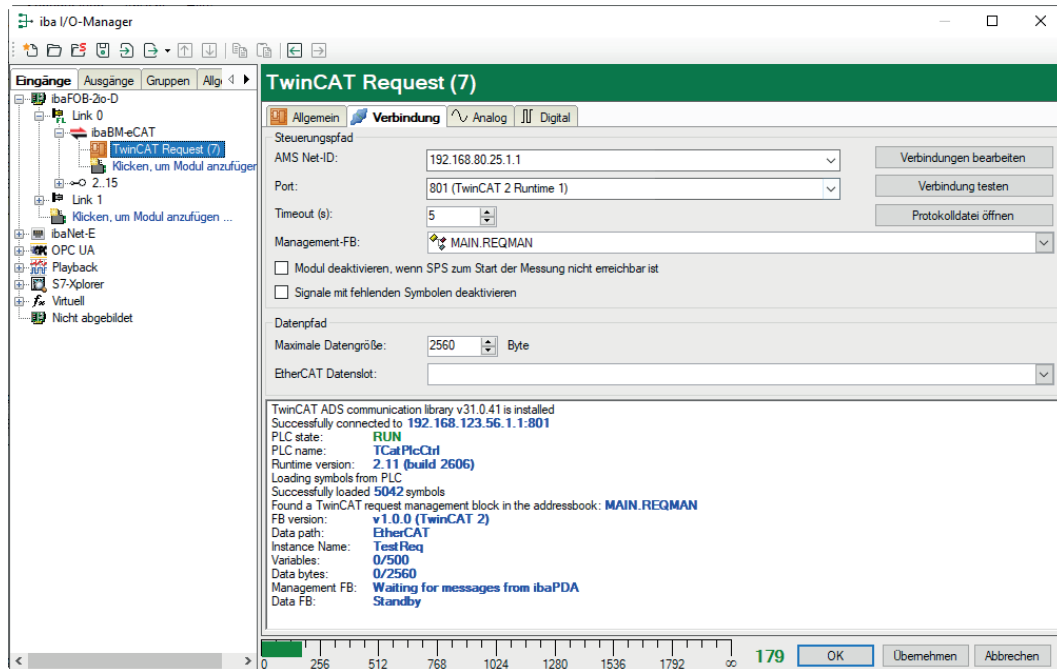 iba I/O-Manager
Eingänge Ausgänge Gruppen Allg
ibaFOB-2io-D
Link 0
ibaBM-eCAT
TwinCAT Request (7)
Klicken, um Modul anzufüger
2..15
Link 1
Klicken, um Modul anzufügen ...
ibaNet-E
OPC UA
Playback
S7-Xplorer
Virtuell
Nicht abgebildet
TwinCAT Request (7)
Allgemein Verbindung Analog Digital
Steuerungspfad
AMS Net-ID: 192.168.80.25.1.1 Verbindungen bearbeiten
Port: 801 (TwinCAT 2 Runtime 1) Verbindung testen
Timeout (s): 5 Protokolldatei öffnen
Management-FB: MAIN.REQMAN
Modul deaktivieren, wenn SPS zum Start der Messung nicht erreichbar ist
Signale mit fehlenden Symbolen deaktivieren
Datenpfad
Maximale Datengröße: 2560 Byte
EtherCAT Datenslot:
TwinCAT ADS communication library v31.0.41 is installed
Successfully connected to 192.168.123.56.1.1:801
PLC state: RUN
PLC name: TCatPlcCtrl
Runtime version: 2.11 (build 2606)
Loading symbols from PLC
Successfully loaded 5042 symbols
Found a TwinCAT request management block in the addressbook: MAIN.REQMAN
FB version: v1.0.0 (TwinCAT 2)
Data path: EtherCAT
Instance Name: TestReq
Variables: 0/500
Data bytes: 0/2560
Management FB: Waiting for messages from ibaPDA
Data FB: Standby
0 256 512 768 1024 1280 1536 1792 ∞ 179 OK Übernehmen Abbrechen